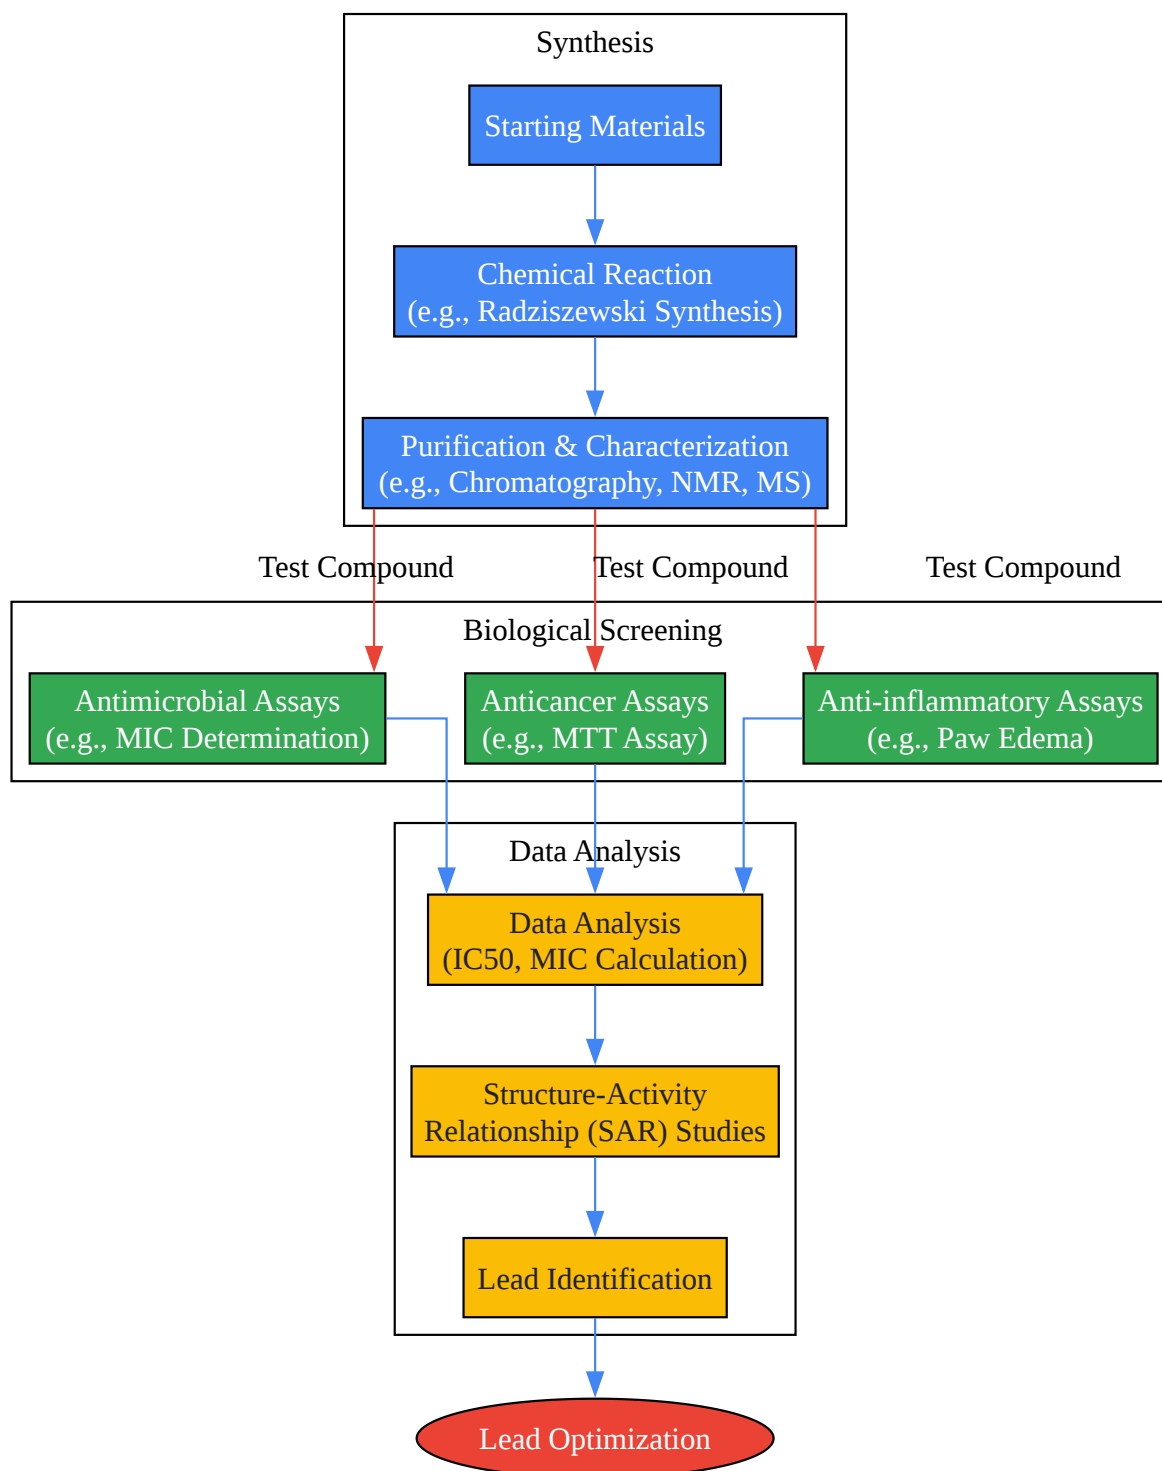 Synthesis
Starting Materials
Chemical Reaction
(e.g., Radziszewski Synthesis)
Purification & Characterization
(e.g., Chromatography, NMR, MS)
Test Compound
Test Compound
Test Compound
Biological Screening
Antimicrobial Assays
(e.g., MIC Determination)
Anticancer Assays
(e.g., MTT Assay)
Anti-inflammatory Assays
(e.g., Paw Edema)
Data Analysis
Data Analysis
(IC50, MIC Calculation)
Structure-Activity
Relationship (SAR) Studies
Lead Identification
Lead Optimization